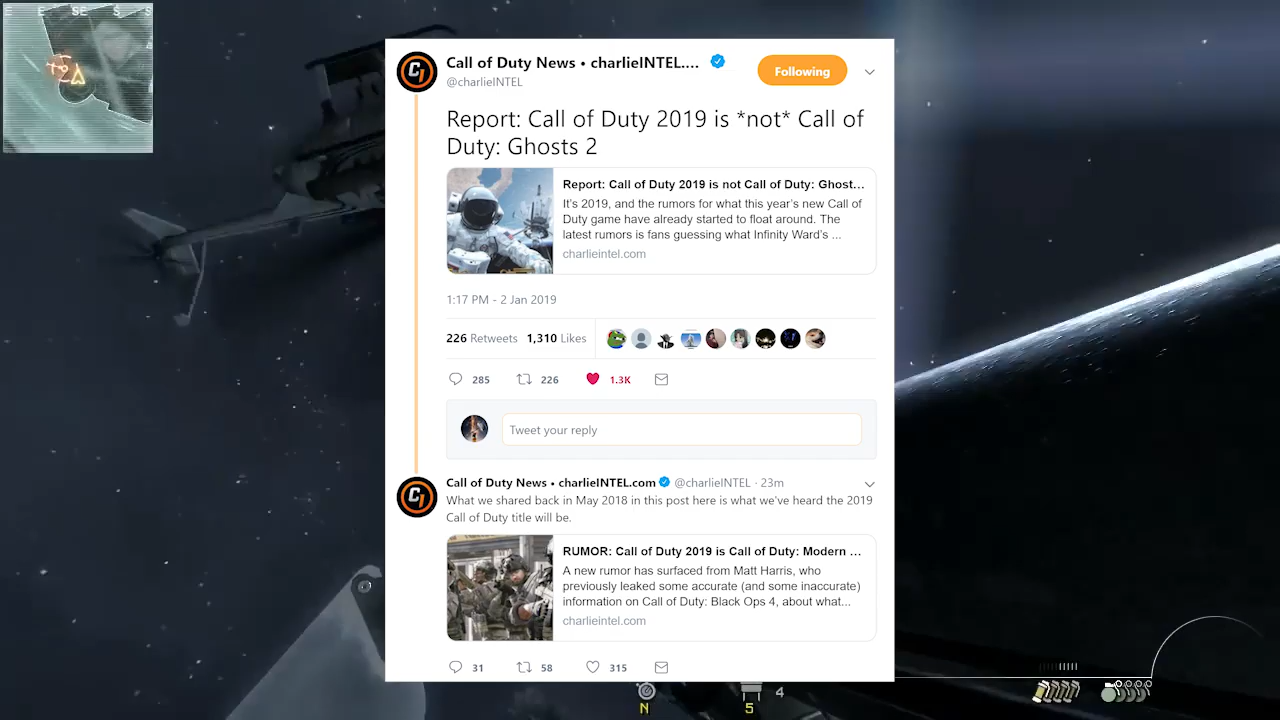 E E SE S S
Call of Duty News • charlieINTEL....
Following
@charlieINTEL
Report: Call of Duty 2019 is *not* Call of
Duty: Ghosts 2
Report: Call of Duty 2019 is not Call of Duty: Ghost...
It's 2019, and the rumors for what this year's new Call of
Duty game have already started to float around. The
latest rumors is fans guessing what Infinity Ward's ...
charlieintel.com
1:17 PM - 2 Jan 2019
226 Retweets 1,310 Likes
285 226 1.3K
Tweet your reply
Call of Duty News • charlieINTEL.com @charlieINTEL · 23m
What we shared back in May 2018 in this post here is what we've heard the 2019
Call of Duty title will be.
RUMOR: Call of Duty 2019 is Call of Duty: Modern ...
A new rumor has surfaced from Matt Harris, who
previously leaked some accurate (and some inaccurate)
information on Call of Duty: Black Ops 4, about what...
charlieintel.com
31 58 315
4
N 5